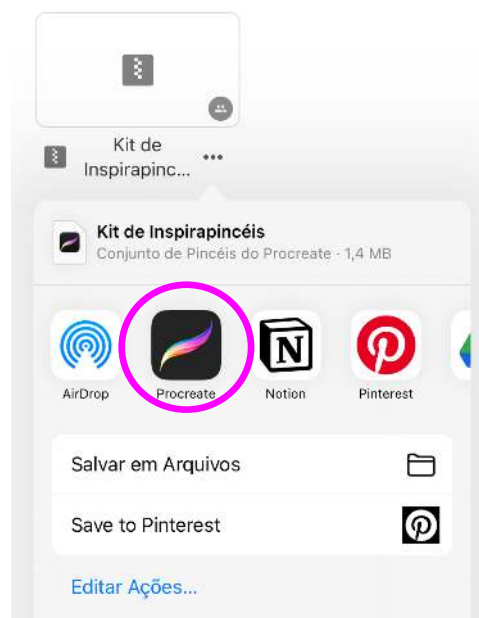 Kit de
Inspirapinc...
Kit de Inspirapincéis
Conjunto de Pincéis do Procreate · 1,4 MB
AirDrop
Procreate
Notion
Pinterest
Salvar em Arquivos
Save to Pinterest
Editar Ações...